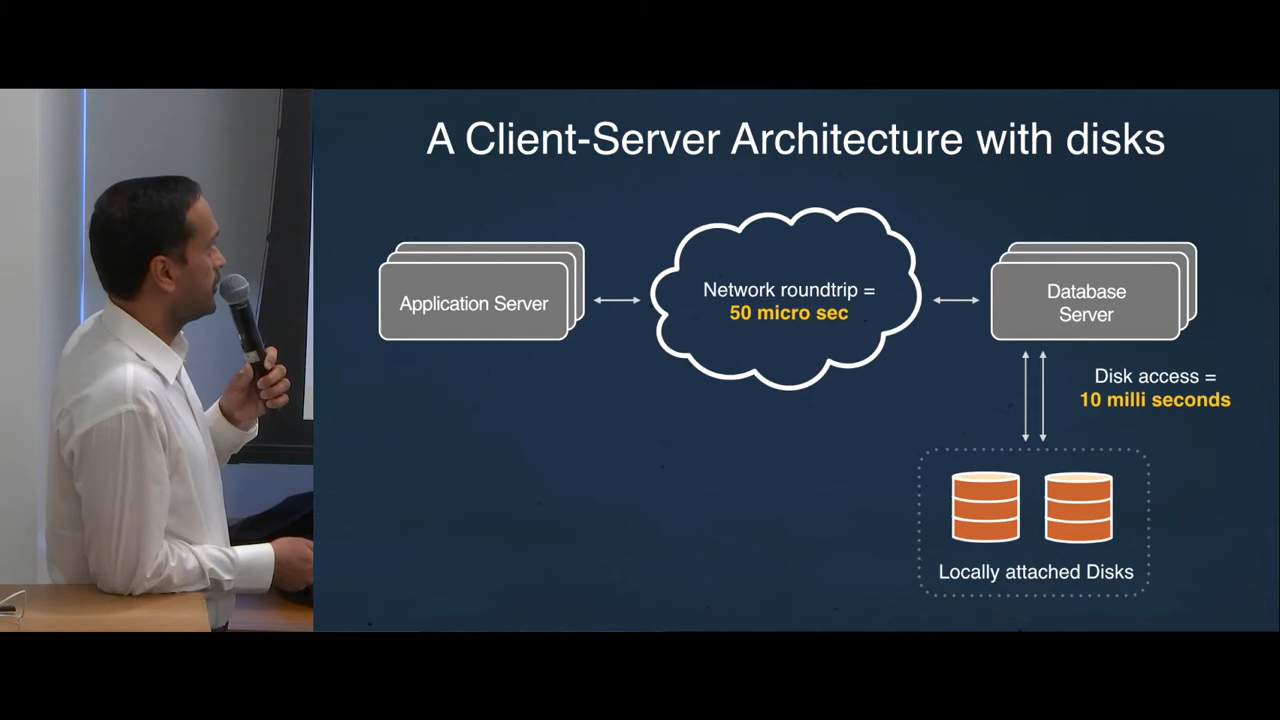 A Client-Server Architecture with disks
Application Server
Network roundtrip =
50 micro sec
Database
Server
Disk access =
10 milli seconds
Locally attached Disks